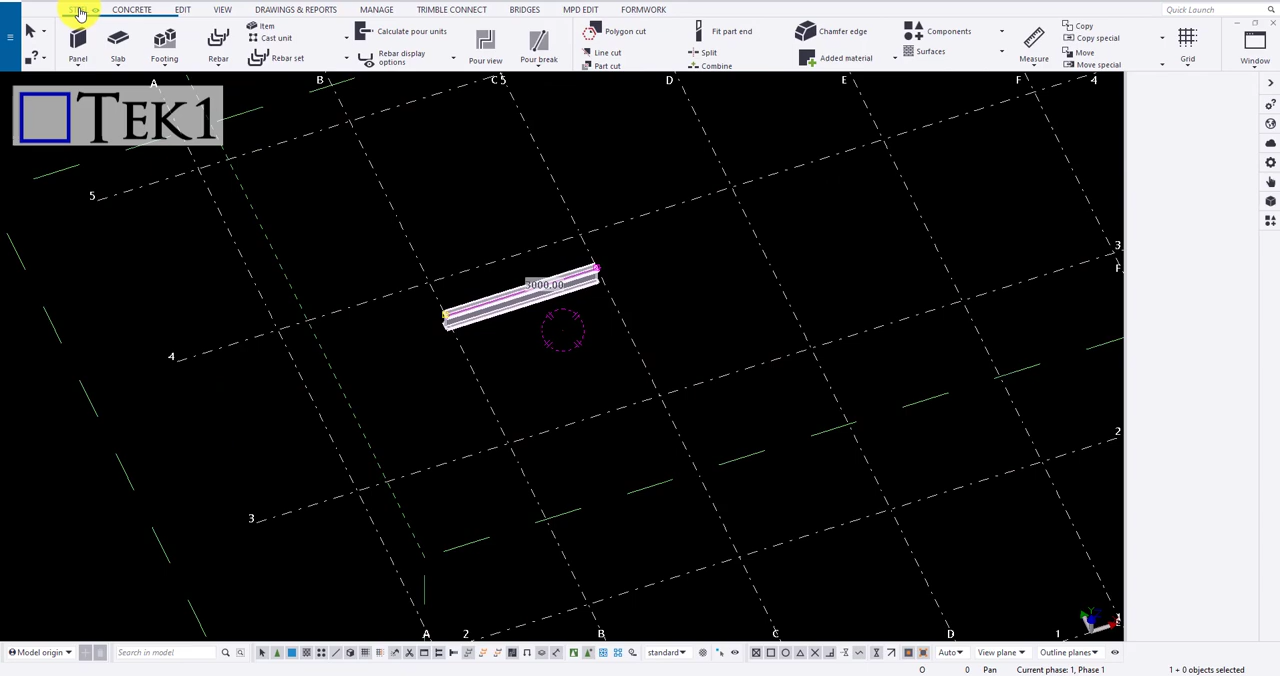 CONCRETE EDIT VIEW DRAWINGS & REPORTS MANAGE TRIMBLE CONNECT BRIDGES MPD EDIT FORMWORK Quick Launch
Panel Slab Footing Rebar
Item
Cast unit
Rebar set
Calculate pour units
Rebar display options
Pour view Pour break
Polygon cut
Line cut
Part cut
Fit part end
Split
Combine
Chamfer edge
Added material
Components
Surfaces
Measure
Copy
Copy special
Move
Move special
Grid
Window
TEK1
A B C 5 D E F 4
5
3
F
3000.00
4
2
3
1
A 2 B C D 1
Model origin Search in model standard Auto View plane Outline planes
O 0 Pan Current phase: 1, Phase 1 1 + 0 objects selected